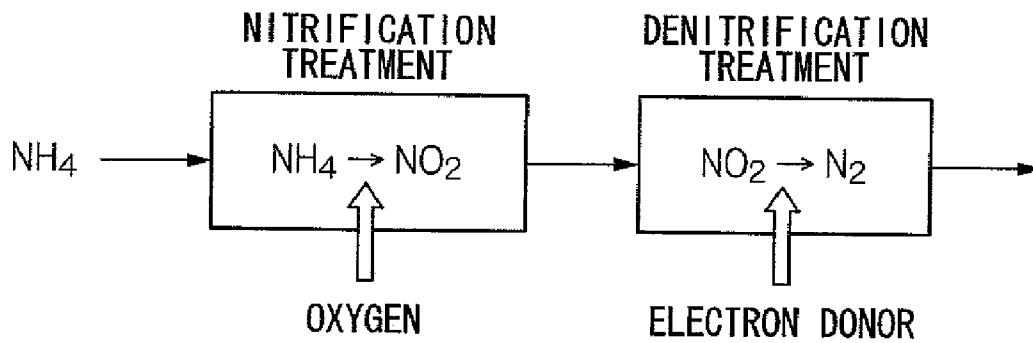 NITRIFICATION
TREATMENT
DENITRIFICATION
TREATMENT
NH₄
NH₄ → NO₂
NO₂ → N₂
OXYGEN
ELECTRON DONOR